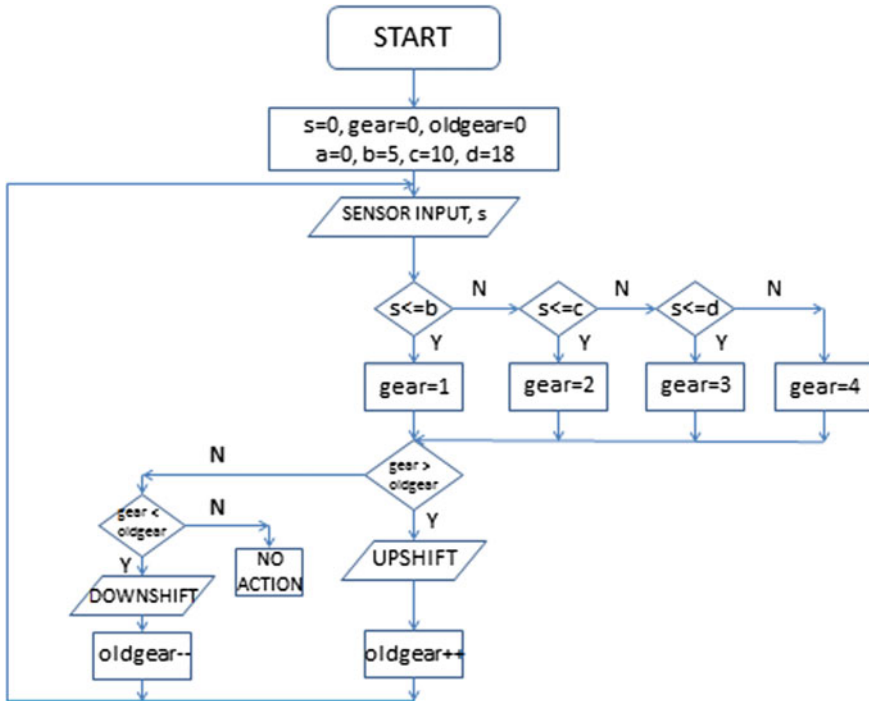 START
s=0, gear=0, oldgear=0
a=0, b=5, c=10, d=18
SENSOR INPUT, s
s<=b
N
s<=c
N
s<=d
N
Y
Y
Y
gear=1
gear=2
gear=3
gear=4
N
gear >
oldgear
gear <
oldgear
N
Y
Y
NO
ACTION
UPSHIFT
DOWNSHIFT
oldgear--
oldgear++